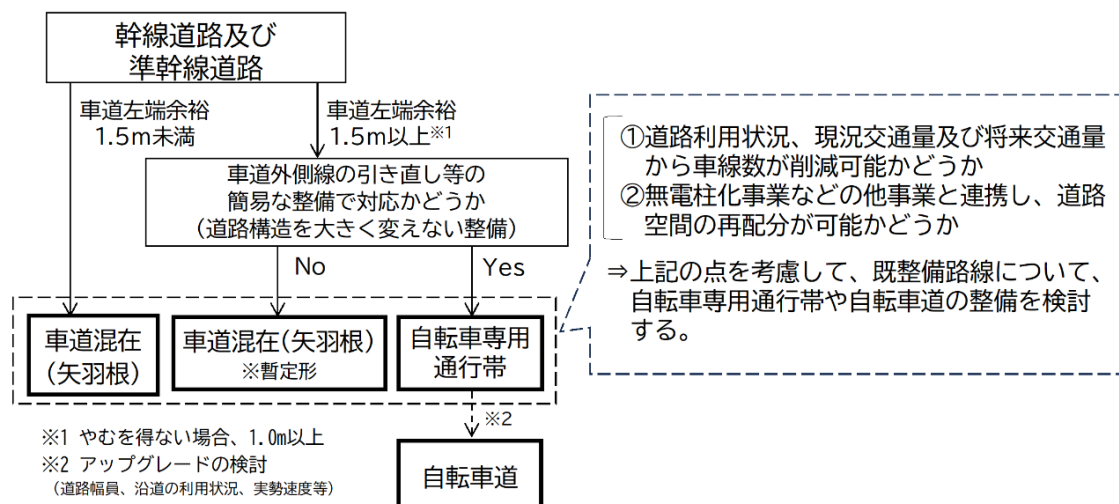 幹線道路及び
準幹線道路
車道左端余裕
1.5m未満
車道左端余裕
1.5m以上※1
車道外側線の引き直し等の
簡易な整備で対応かどうか
（道路構造を大きく変えない整備）
No
Yes
車道混在
（矢羽根）
車道混在（矢羽根）
※暫定形
自転車専用
通行帯
※2
自転車道
※1 やむを得ない場合、1.0m以上
※2 アップグレードの検討
（道路幅員、沿道の利用状況、実勢速度等）
①道路利用状況、現況交通量及び将来交通量
から車線数が削減可能かどうか
②無電柱化事業などの他事業と連携し、道路
空間の再配分が可能かどうか
⇒上記の点を考慮して、既整備路線について、
自転車専用通行帯や自転車道の整備を検討
する。